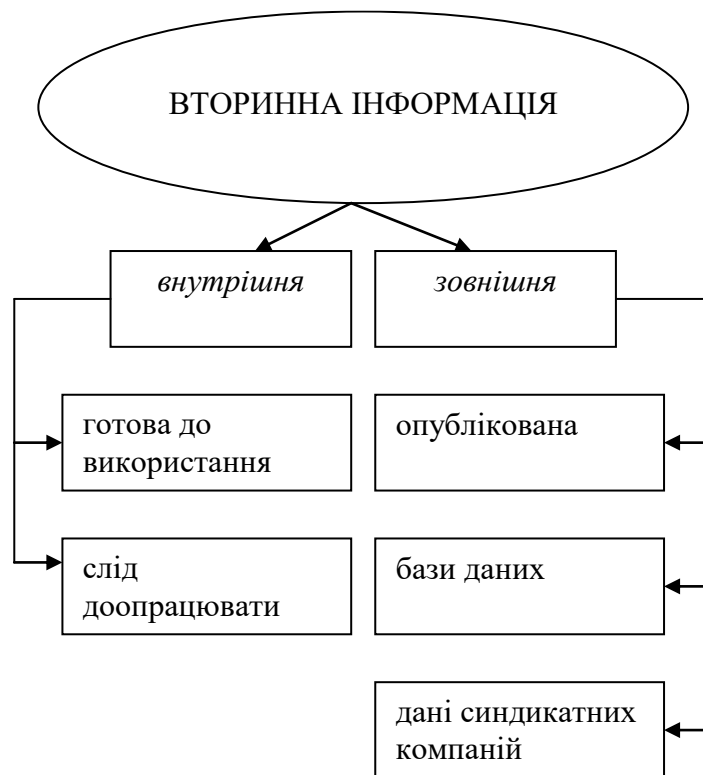 ВТОРИННА ІНФОРМАЦІЯ
внутрішня
зовнішня
готова до
використання
опублікована
слід
доопрацювати
бази даних
дані синдикатних
компаній